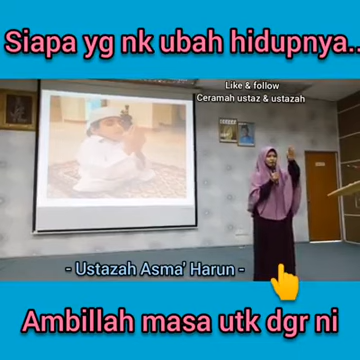 Siapa yg nk ubah hidupnya..
Like & follow
Ceramah ustaz & ustazah
- Ustazah Asma' Harun -
Ambillah masa utk dgr ni